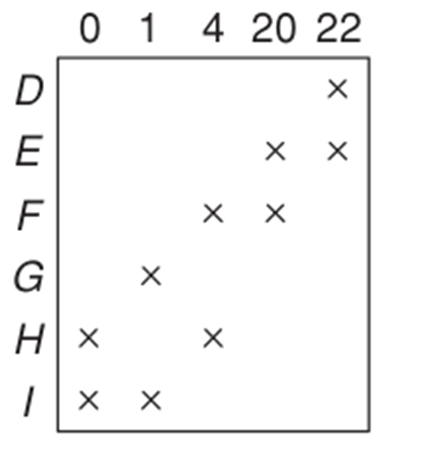 0 1 4 20 22
D ×
E × ×
F × ×
G ×
H × ×
I × ×